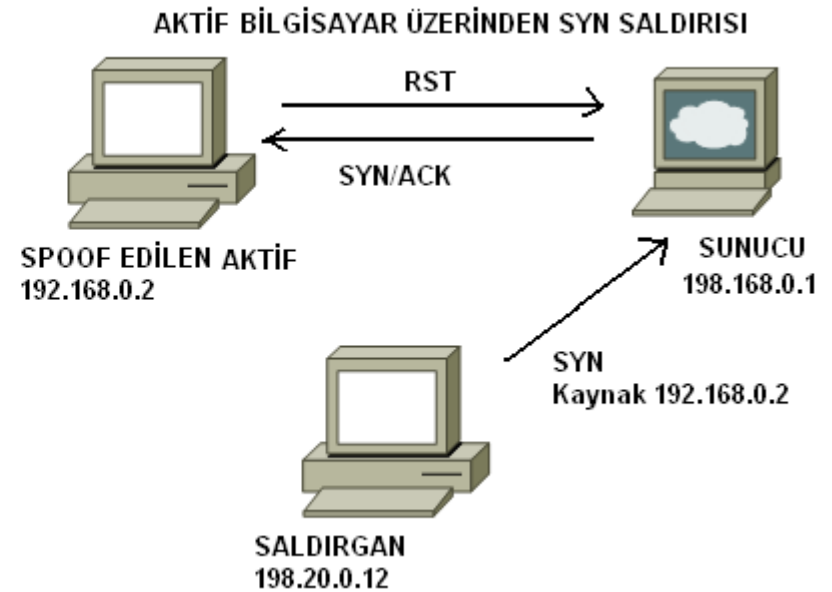 AKTİF BİLGİSAYAR ÜZERİNDEN SYN SALDIRISI
RST
SYN/ACK
SPOOF EDİLEN AKTİF
192.168.0.2
SUNUCU
198.168.0.1
SYN
Kaynak 192.168.0.2
SALDIRGAN
198.20.0.12